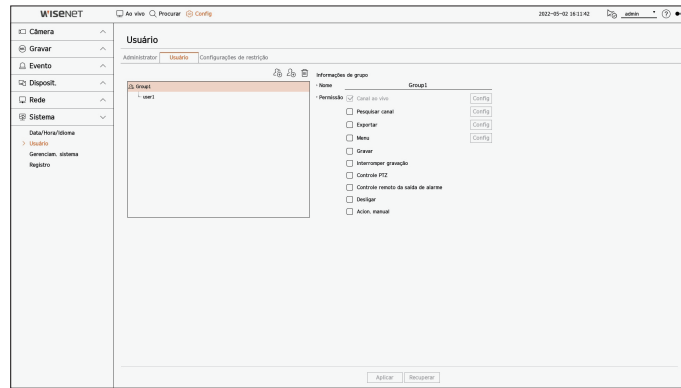 WISENET
Ao vivo Procurar Config
2022-05-02 16:11:42 admin ?
Câmera
Gravar
Evento
Disposit.
Rede
Sistema
Data/Hora/Idioma
> Usuário
Gerenciam. sistema
Registro
Usuário
Administrator Usuário Configurações de restrição
Group1
user1
Informações de grupo
• Nome Group1
• Permissão Canal ao vivo Config
Pesquisar canal Config
Exportar Config
Menu Config
Gravar
Interromper gravação
Controle PTZ
Controle remoto da saída de alarme
Desligar
Acion. manual
Aplicar Recuperar